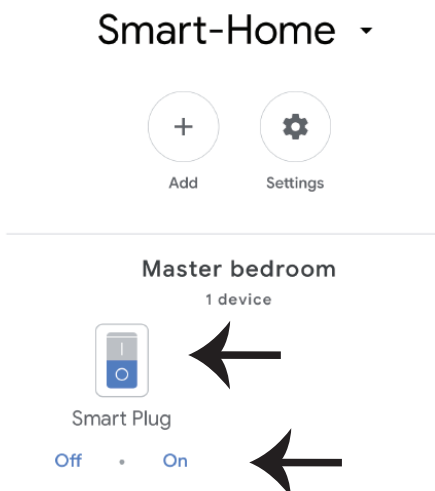 Smart-Home
Add
Settings
Master bedroom
1 device
Smart Plug
Off • On